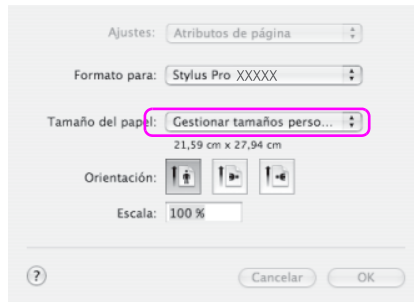 Ajustes: Atributos de página
Formato para: Stylus Pro XXXXX
Tamaño del papel: Gestionar tamaños perso...
21,59 cm x 27,94 cm
Orientación:
Escala: 100 %
? Cancelar OK